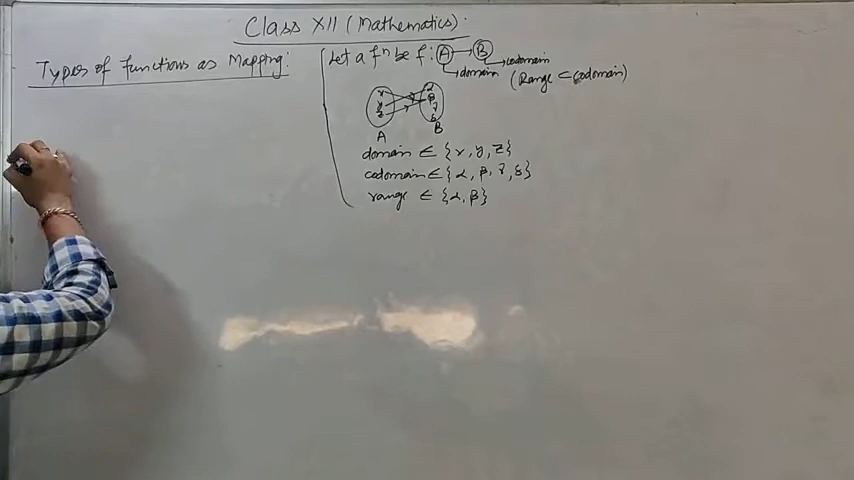 Class XII (Mathematics)
Types of functions as Mapping:
Let a fⁿ be f: A → B
domain
codomain
(Range ⊂ codomain)
x
y
z
α
β
γ
δ
A
B
domain ∈ {x, y, z}
codomain ∈ {α, β, γ, δ}
range ∈ {α, β}